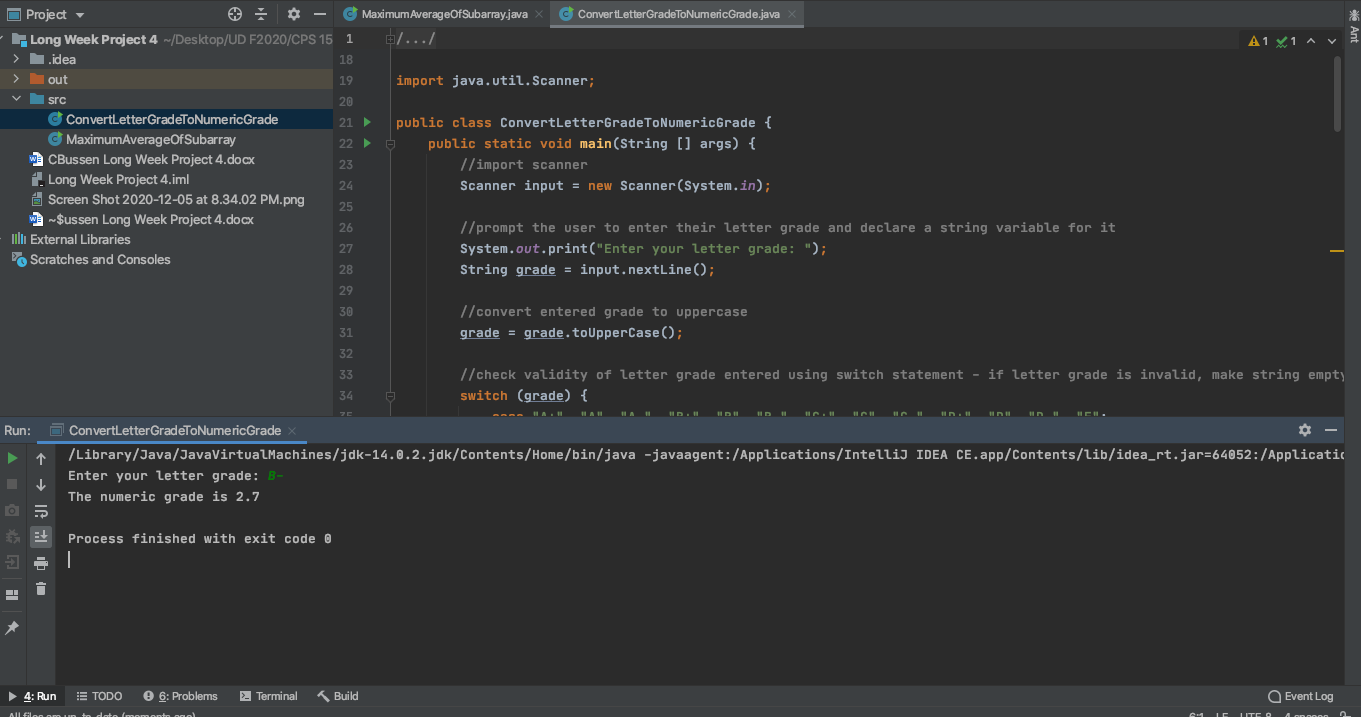 Project
MaximumAverageOfSubarray.java
ConvertLetterGradeToNumericGrade.java
Long Week Project 4 ~/Desktop/UD F2020/CPS 15
.idea
out
src
ConvertLetterGradeToNumericGrade
MaximumAverageOfSubarray
CBussen Long Week Project 4.docx
Long Week Project 4.iml
Screen Shot 2020-12-05 at 8.34.02 PM.png
~$ussen Long Week Project 4.docx
External Libraries
Scratches and Consoles
1 /.../
18
19 import java.util.Scanner;
20
21 public class ConvertLetterGradeToNumericGrade {
22 public static void main(String [] args) {
23 //import scanner
24 Scanner input = new Scanner(System.in);
25
26 //prompt the user to enter their letter grade and declare a string variable for it
27 System.out.print("Enter your letter grade: ");
28 String grade = input.nextLine();
29
30 //convert entered grade to uppercase
31 grade = grade.toUpperCase();
32
33 //check validity of letter grade entered using switch statement - if letter grade is invalid, make string empty
34 switch (grade) {
35 case "A+", "A", "A-", "B+", "B", "B-", "C+", "C", "C-", "D+", "D", "D-", "F":
1 1
Ant
Run: ConvertLetterGradeToNumericGrade
/Library/Java/JavaVirtualMachines/jdk-14.0.2.jdk/Contents/Home/bin/java -javaagent:/Applications/IntelliJ IDEA CE.app/Contents/lib/idea_rt.jar=64052:/Applicatio
Enter your letter grade: B-
The numeric grade is 2.7
Process finished with exit code 0
4: Run TODO 6: Problems Terminal Build Event Log
All files are up-to-date (moments ago) 6:1 LF UTF-8 4 spaces